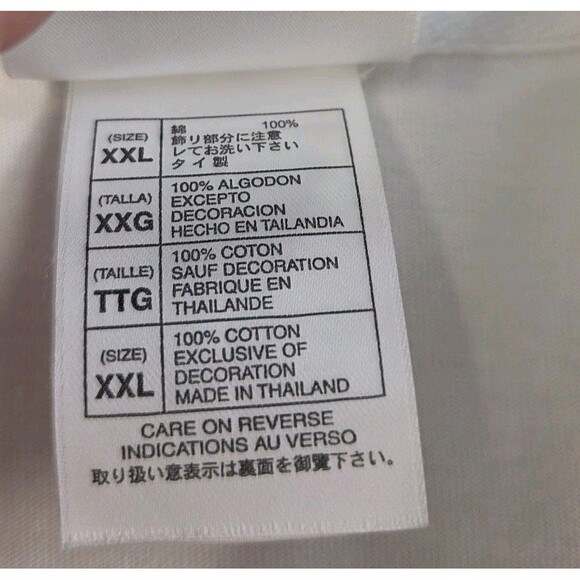 (SIZE)
XXL
綿 100%
飾り部分に注意
レてお洗い下さい
タイ製
(TALLA)
XXG
100% ALGODON
EXCEPTO
DECORACION
HECHO EN TAILANDIA
(TAILLE)
TTG
100% COTON
SAUF DECORATION
FABRIQUE EN
THAILANDE
(SIZE)
XXL
100% COTTON
EXCLUSIVE OF
DECORATION
MADE IN THAILAND
CARE ON REVERSE
INDICATIONS AU VERSO
取り扱い意表示は裏面を御覧下さい。